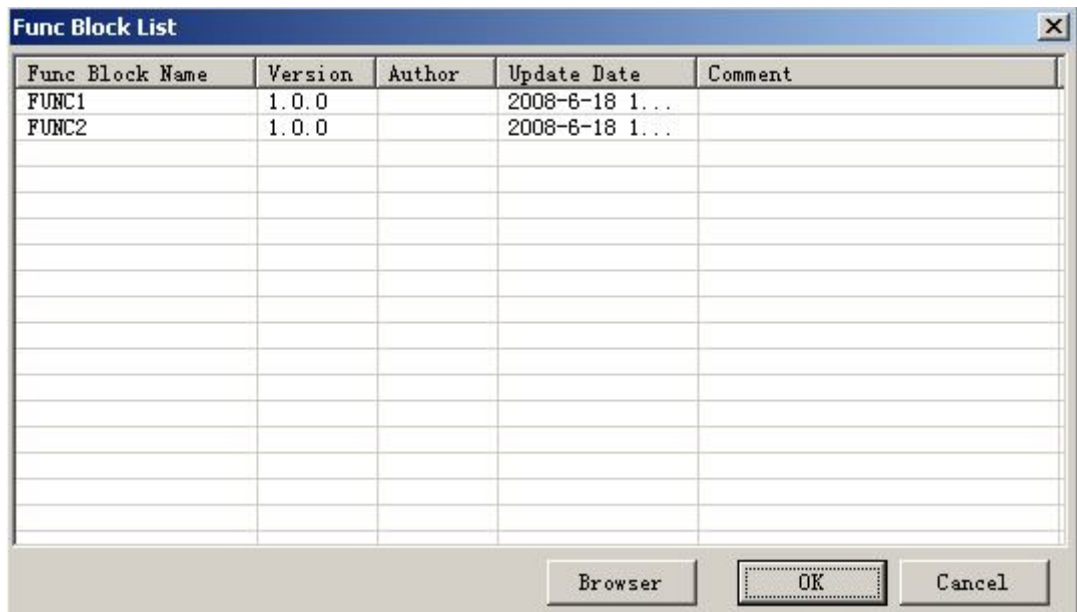 Func Block List
Func Block Name Version Author Update Date Comment
FUNC1 1.0.0 2008-6-18 1...
FUNC2 1.0.0 2008-6-18 1...
Browser OK Cancel